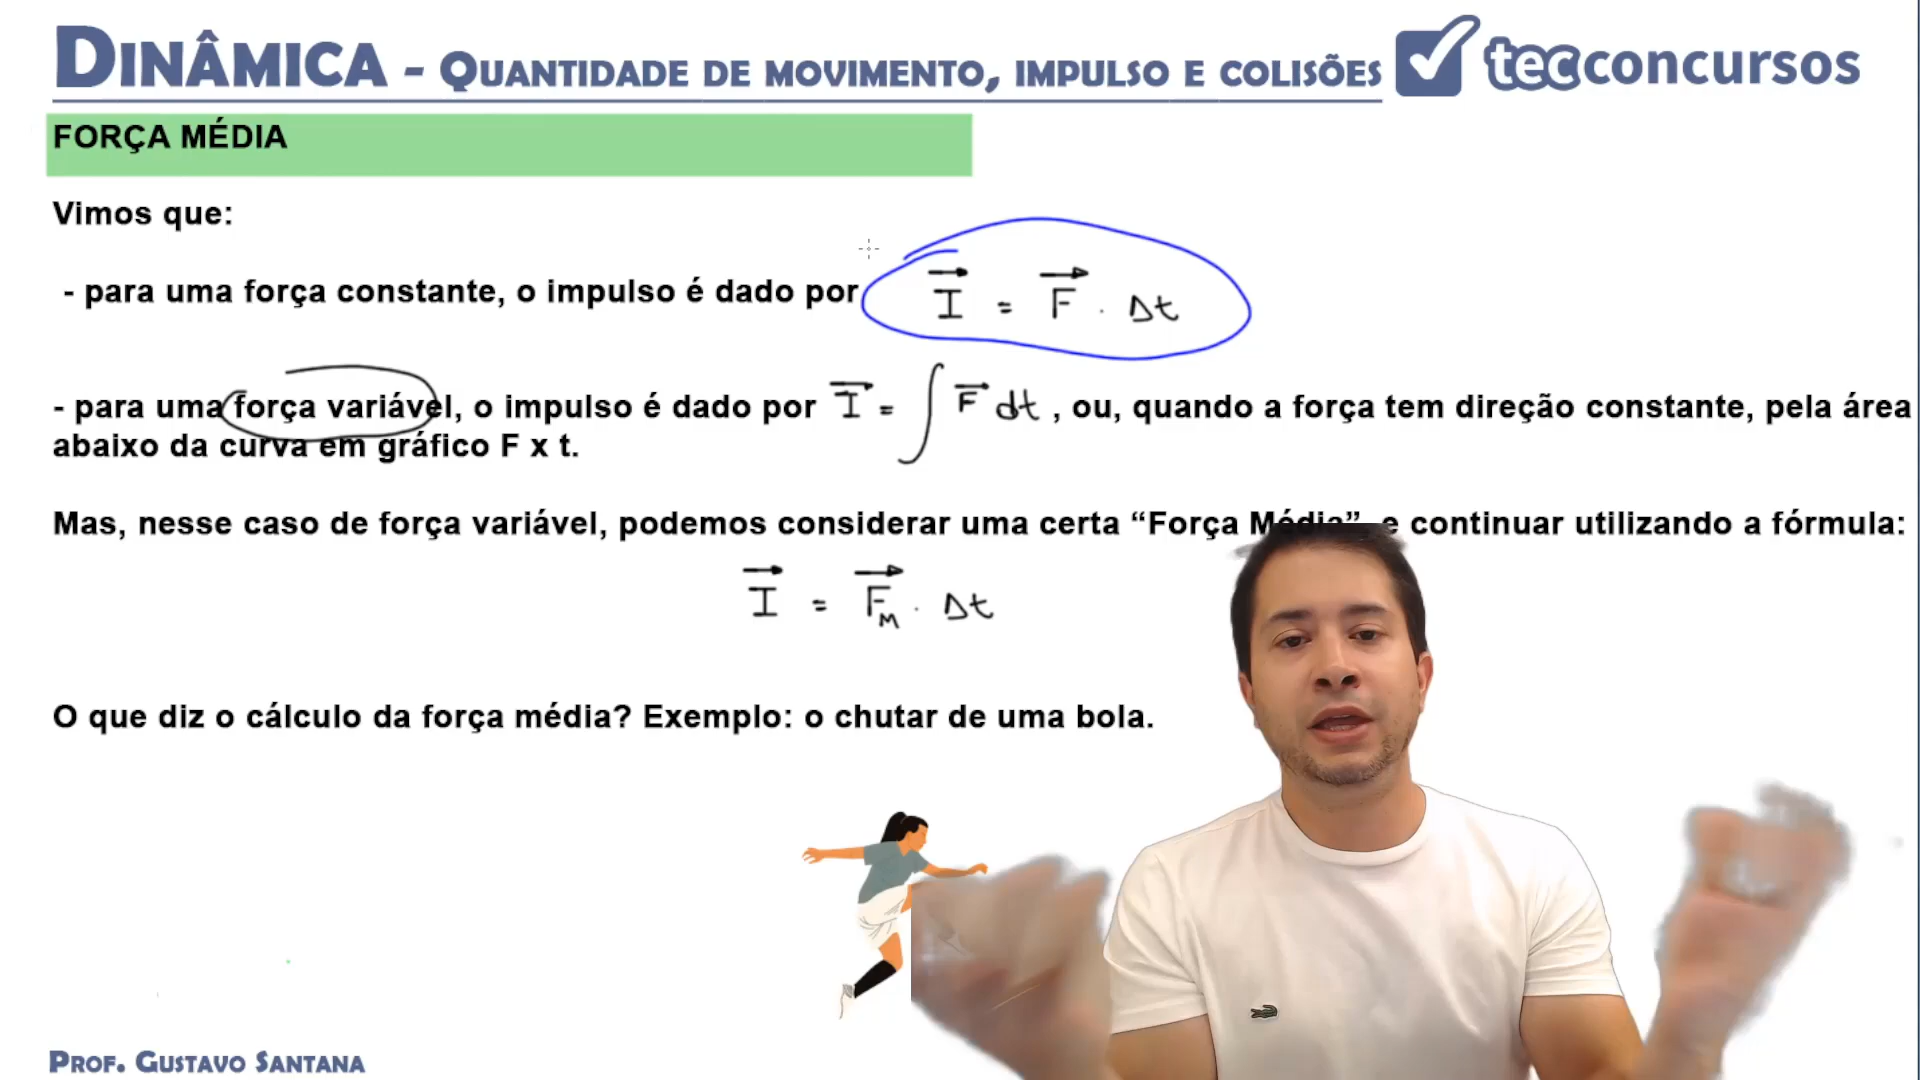 DINÂMICA - QUANTIDADE DE MOVIMENTO, IMPULSO E COLISÕES tecconcursos
FORÇA MÉDIA
Vimos que:
- para uma força constante, o impulso é dado por I = F . Δt
- para uma força variável, o impulso é dado por I = ∫ F dt , ou, quando a força tem direção constante, pela área
abaixo da curva em gráfico F x t.
Mas, nesse caso de força variável, podemos considerar uma certa “Força Média”, e continuar utilizando a fórmula:
I = F_M . Δt
O que diz o cálculo da força média? Exemplo: o chutar de uma bola.
PROF. GUSTAVO SANTANA